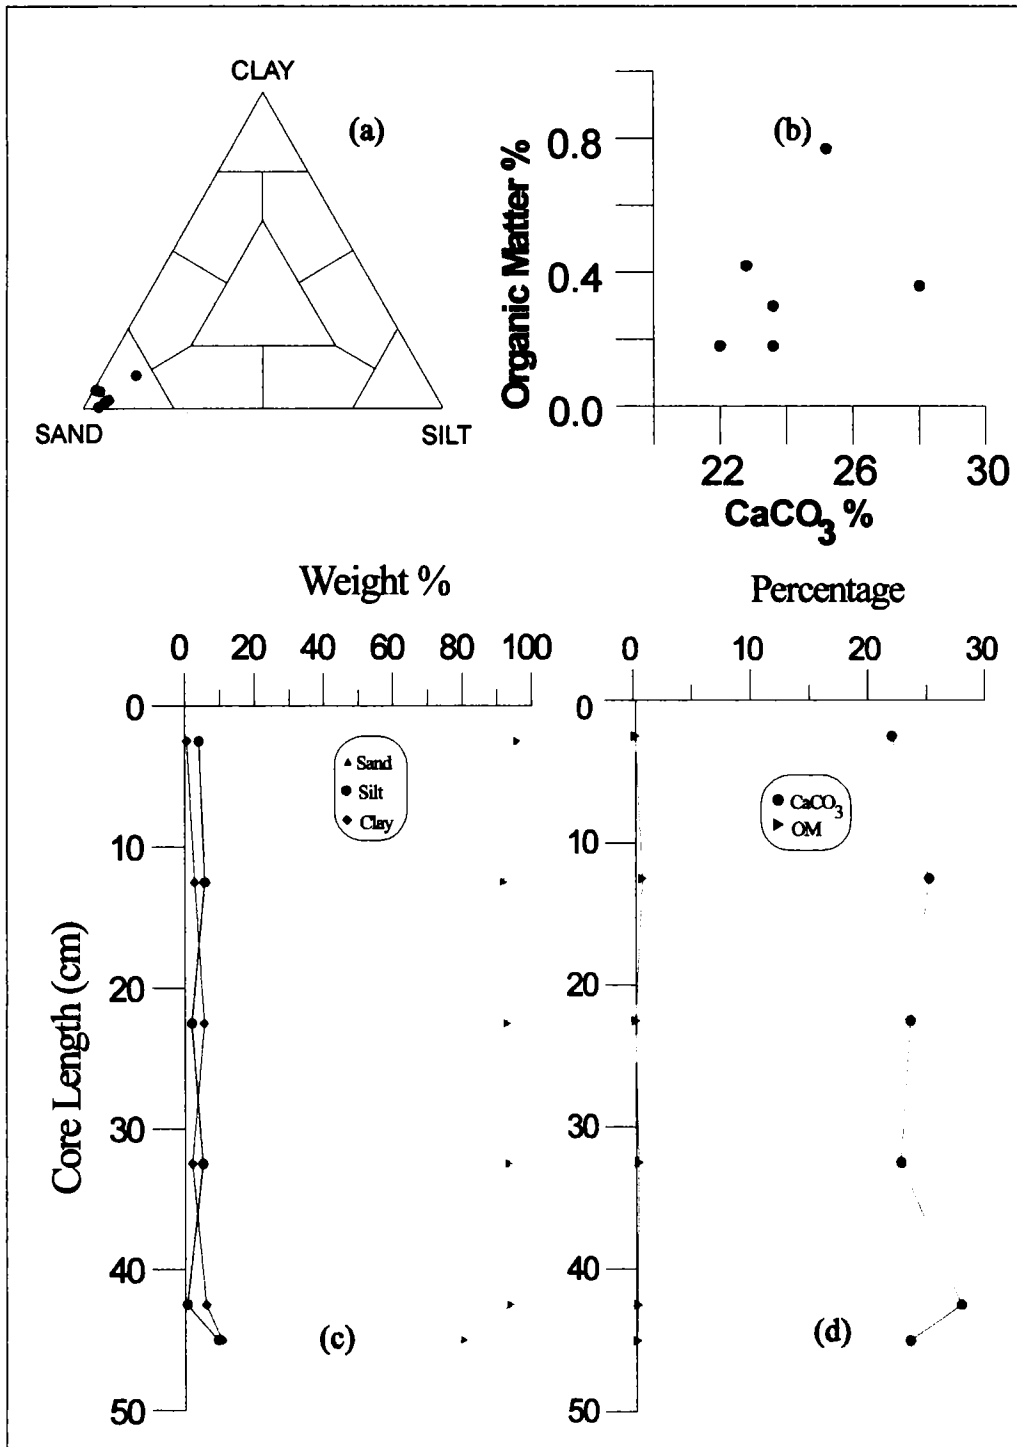 CLAY
(a)
SAND
SILT
(b)
Organic Matter %
0.8
0.4
0.0
22 26 30
CaCO3 %
Weight %
0 20 40 60 80 100
Core Length (cm)
0
10
20
30
40
50
Sand
Silt
Clay
(c)
Percentage
0 10 20 30
0
10
20
30
40
50
CaCO3
OM
(d)